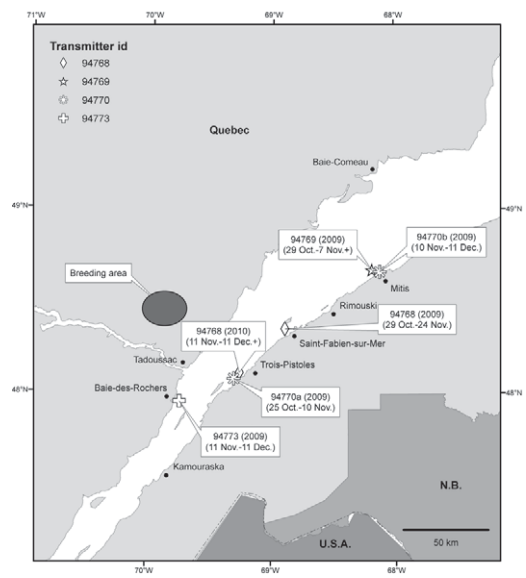 71°W
70°W
69°W
68°W
Transmitter id
94768
94769
94770
94773
Quebec
Baie-Comeau
49°N
49°N
94769 (2009)
(29 Oct.-7 Nov.+)
94770b (2009)
(10 Nov.-11 Dec.)
Breeding area
Mitis
Rimouski
94768 (2010)
(11 Nov.-11 Dec.+)
94768 (2009)
(29 Oct.-24 Nov.)
Saint-Fabien-sur-Mer
Tadoussac
Trois-Pistoles
48°N
48°N
Baie-des-Rochers
94770a (2009)
(25 Oct.-10 Nov.)
94773 (2009)
(11 Nov.-11 Dec.)
Kamouraska
N.B.
U.S.A.
50 km
70°W
69°W
68°W